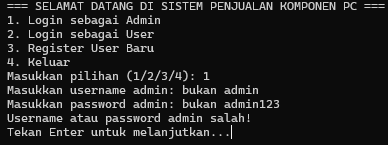 === SELAMAT DATANG DI SISTEM PENJUALAN KOMPONEN PC ===
1. Login sebagai Admin
2. Login sebagai User
3. Register User Baru
4. Keluar
Masukkan pilihan (1/2/3/4): 1
Masukkan username admin: bukan admin
Masukkan password admin: bukan admin123
Username atau password admin salah!
Tekan Enter untuk melanjutkan...